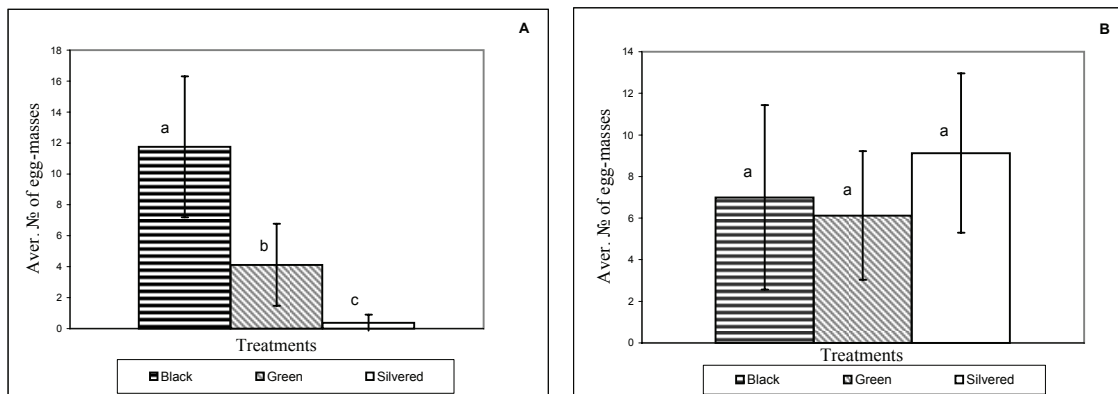 A
Aver. № of egg-masses
18
16
14
12
10
8
6
4
2
0
a
b
c
Treatments
Black Green Silvered
B
Aver. № of egg-masses
14
12
10
8
6
4
2
0
a
a
a
Treatments
Black Green Silvered